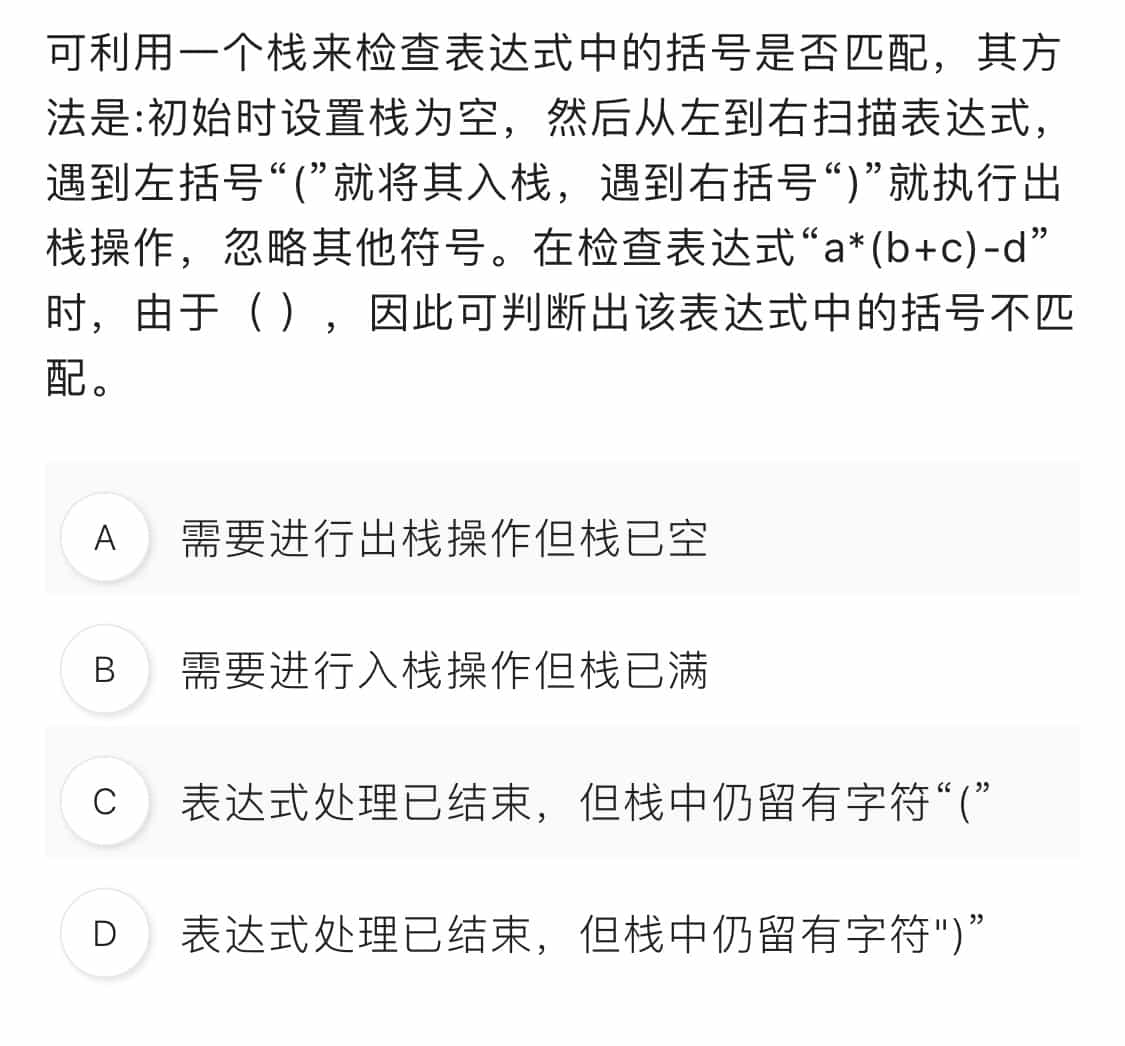 可利用一个栈来检查表达式中的括号是否匹配，其方
法是:初始时设置栈为空，然后从左到右扫描表达式，
遇到左括号“(”就将其入栈，遇到右括号“)”就执行出
栈操作，忽略其他符号。在检查表达式“a*(b+c)-d”
时，由于（ ），因此可判断出该表达式中的括号不匹
配。
A 需要进行出栈操作但栈已空
B 需要进行入栈操作但栈已满
C 表达式处理已结束，但栈中仍留有字符“(”
D 表达式处理已结束，但栈中仍留有字符")”